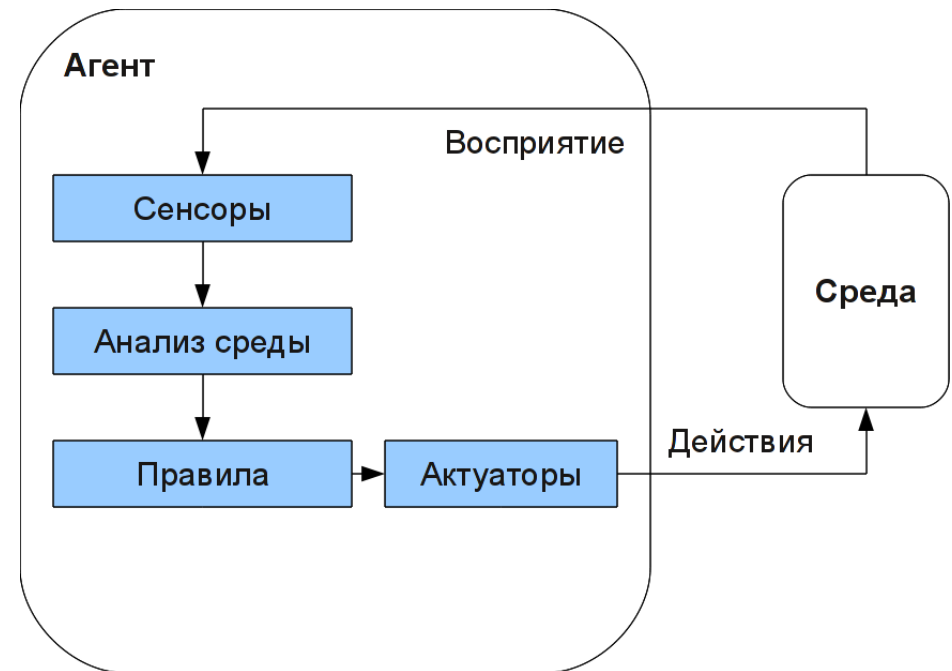 Агент
Восприятие
Сенсоры
Среда
Анализ среды
Действия
Правила
Актуаторы